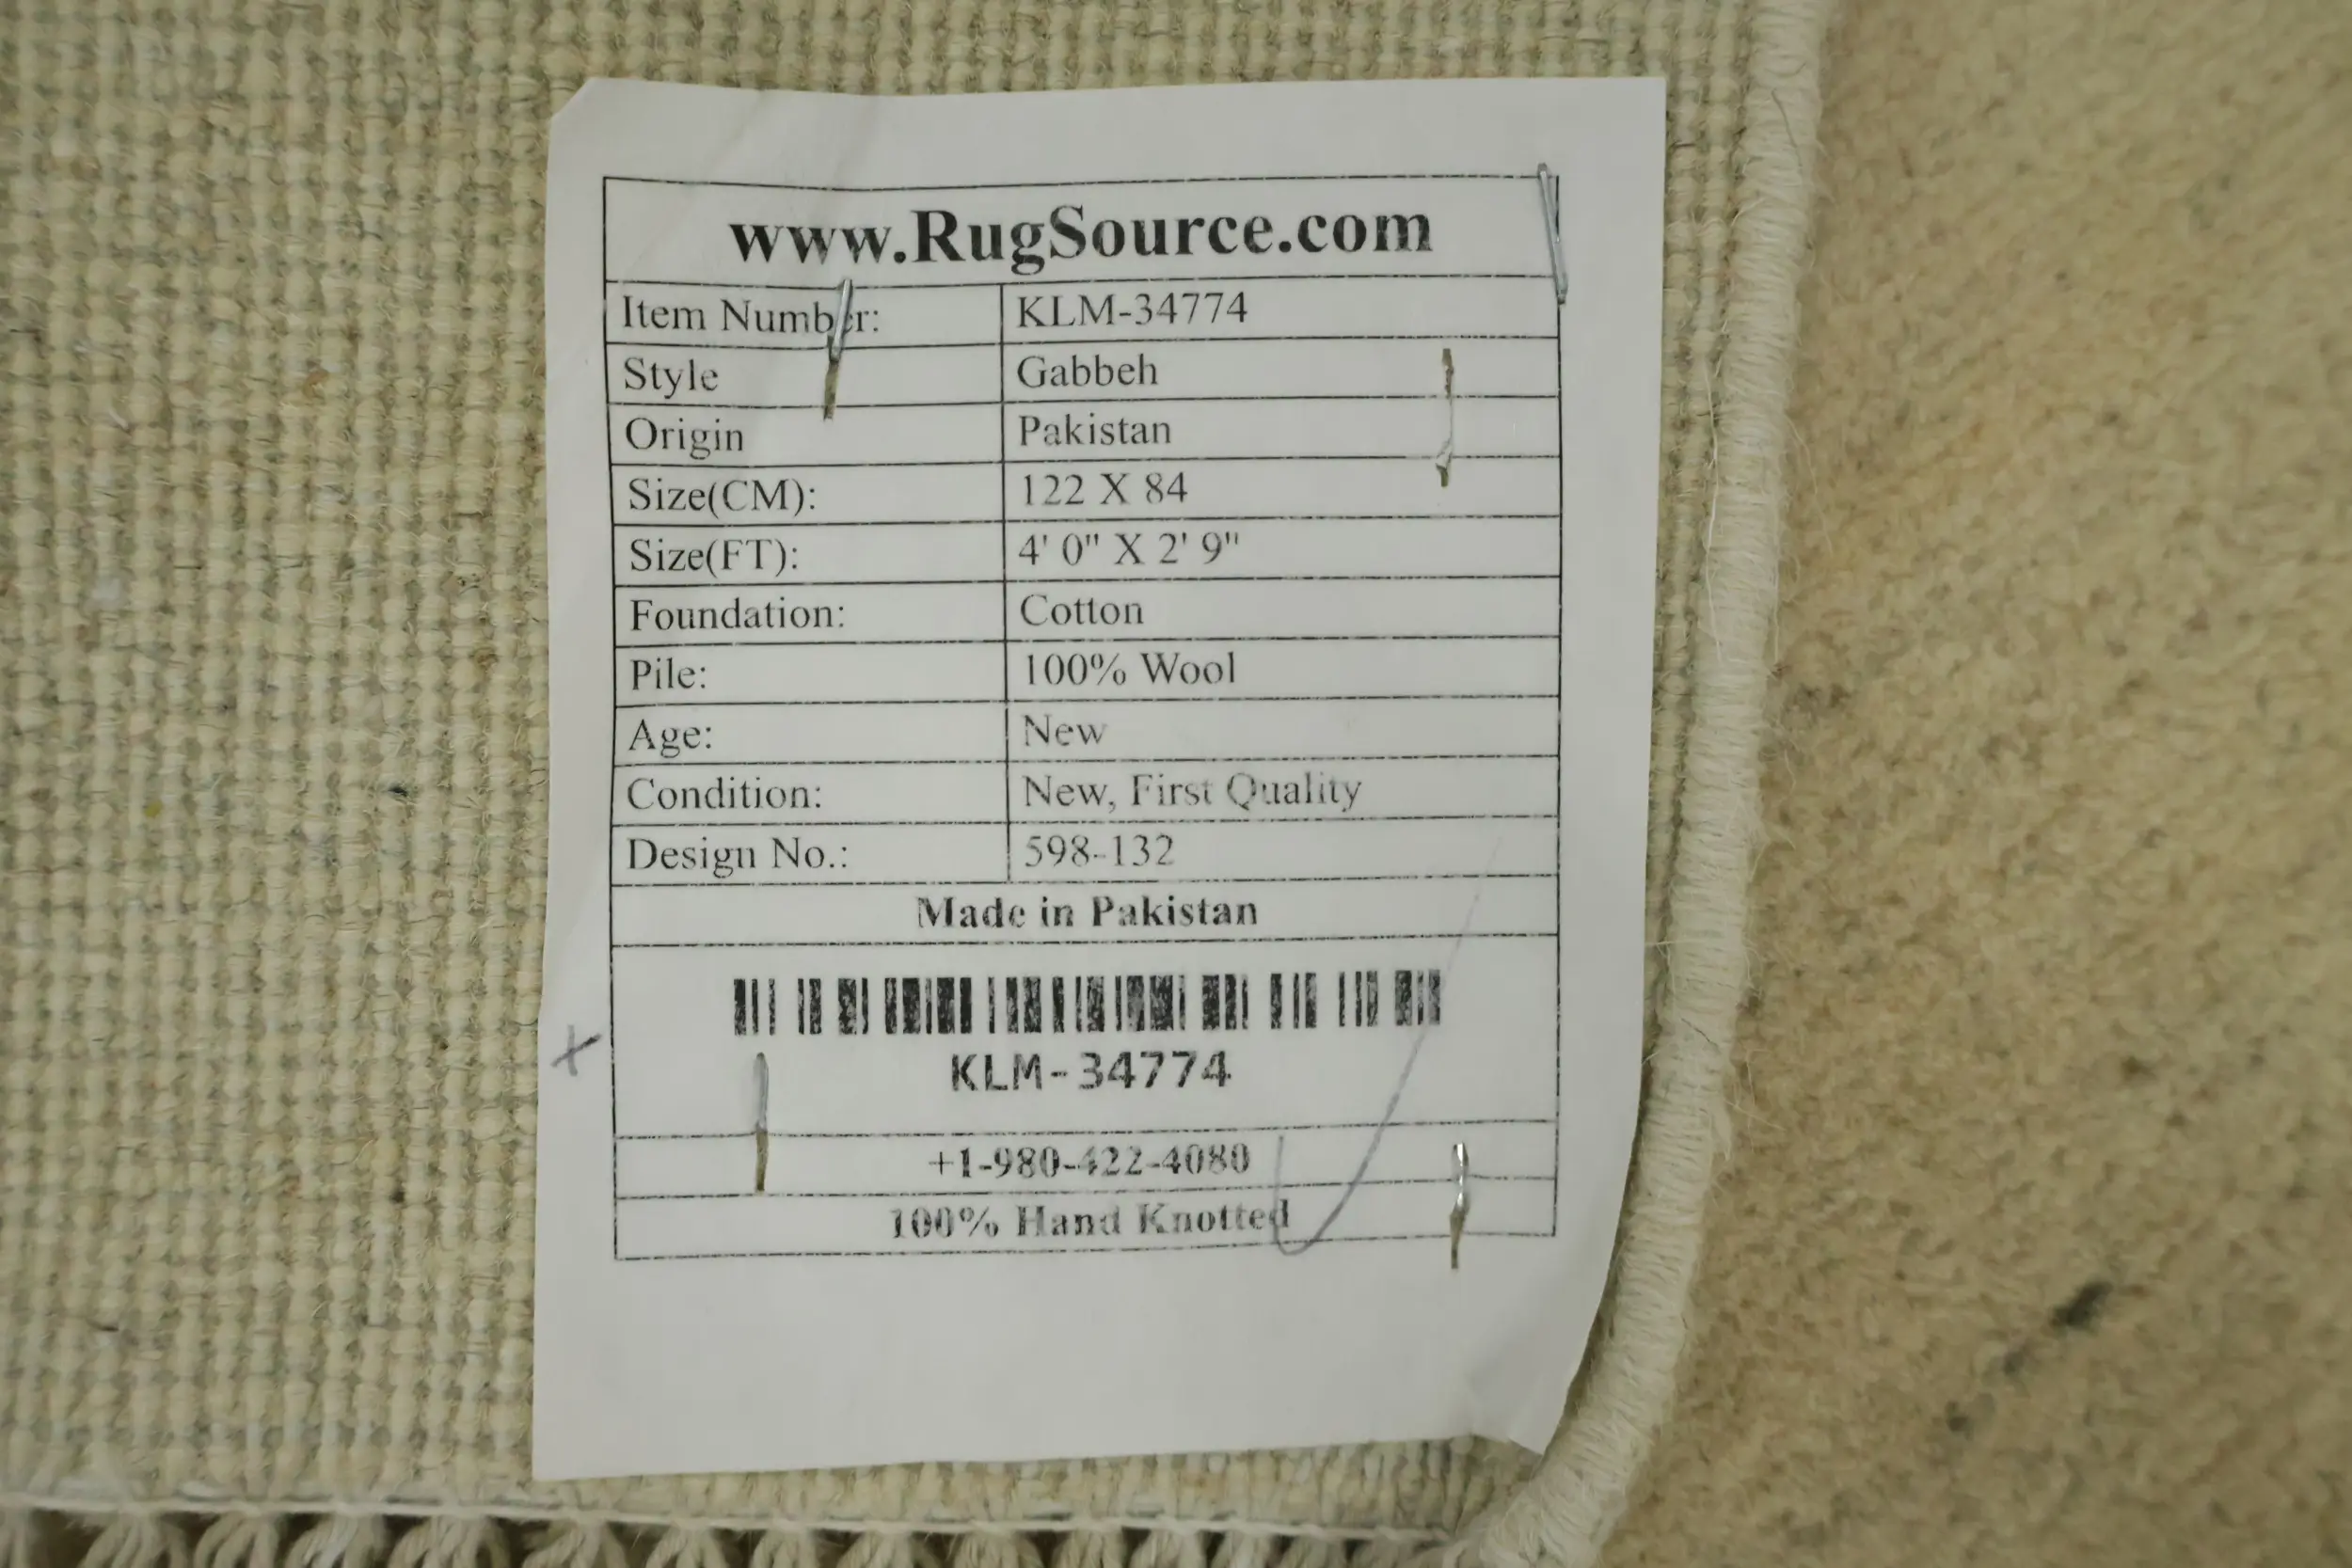 www.RugSource.com
Item Number: KLM-34774
Style Gabbeh
Origin Pakistan
Size(CM): 122 X 84
Size(FT): 4' 0" X 2' 9"
Foundation: Cotton
Pile: 100% Wool
Age: New
Condition: New, First Quality
Design No.: 598-132
Made in Pakistan
KLM-34774
+1-980-422-4080
100% Hand Knotted